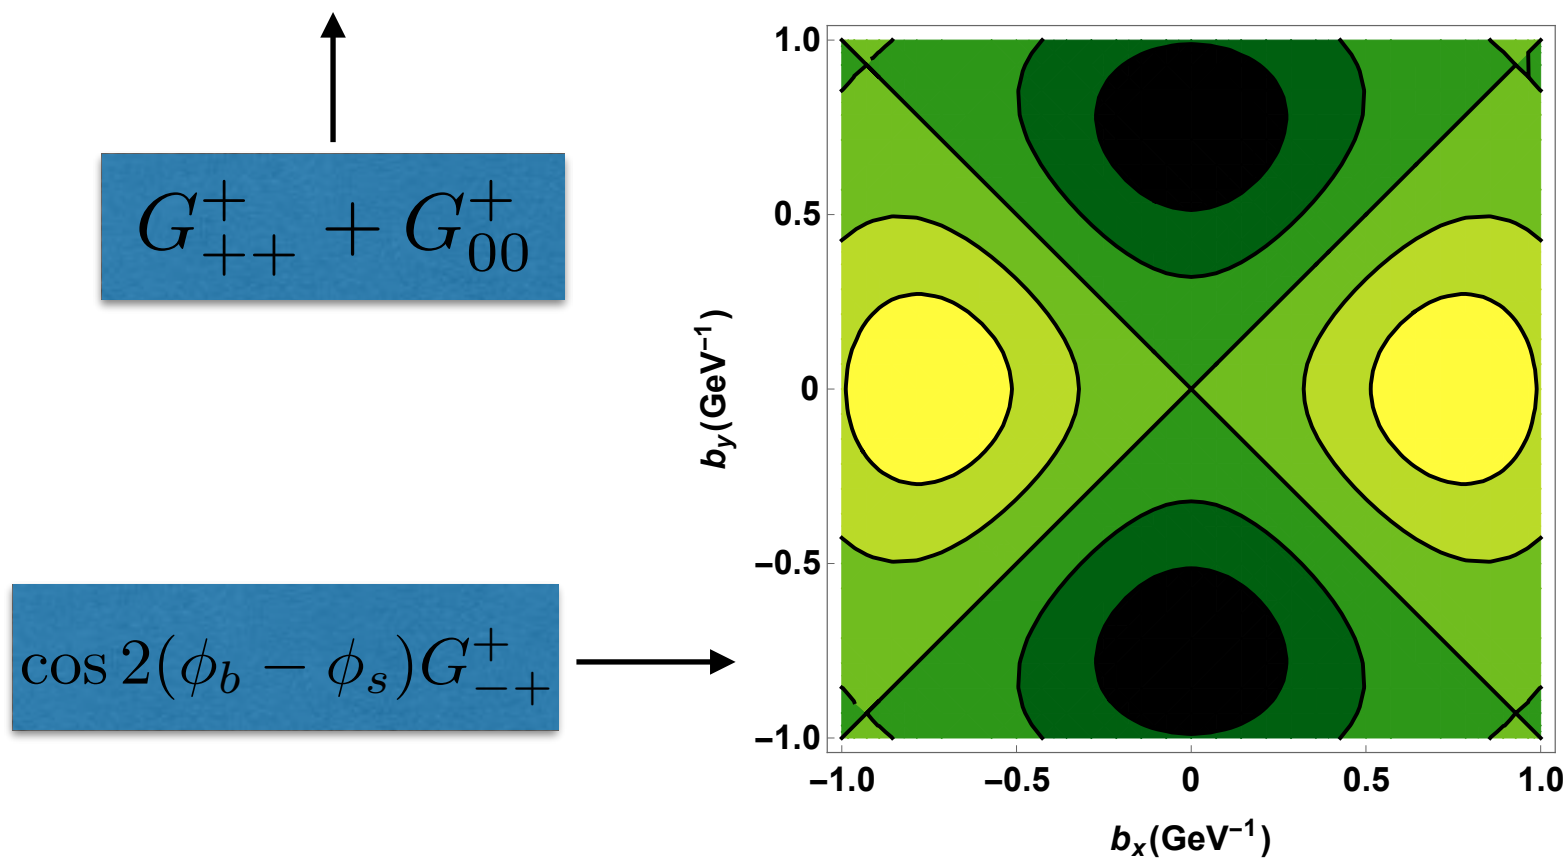 G^+_{++} + G^+_{00}
cos 2(ϕ_b − ϕ_s)G^+_{−+}
1.0
0.5
0
−0.5
−1.0
b_y(GeV^{−1})
−1.0 −0.5 0 0.5 1.0
b_x(GeV^{−1})